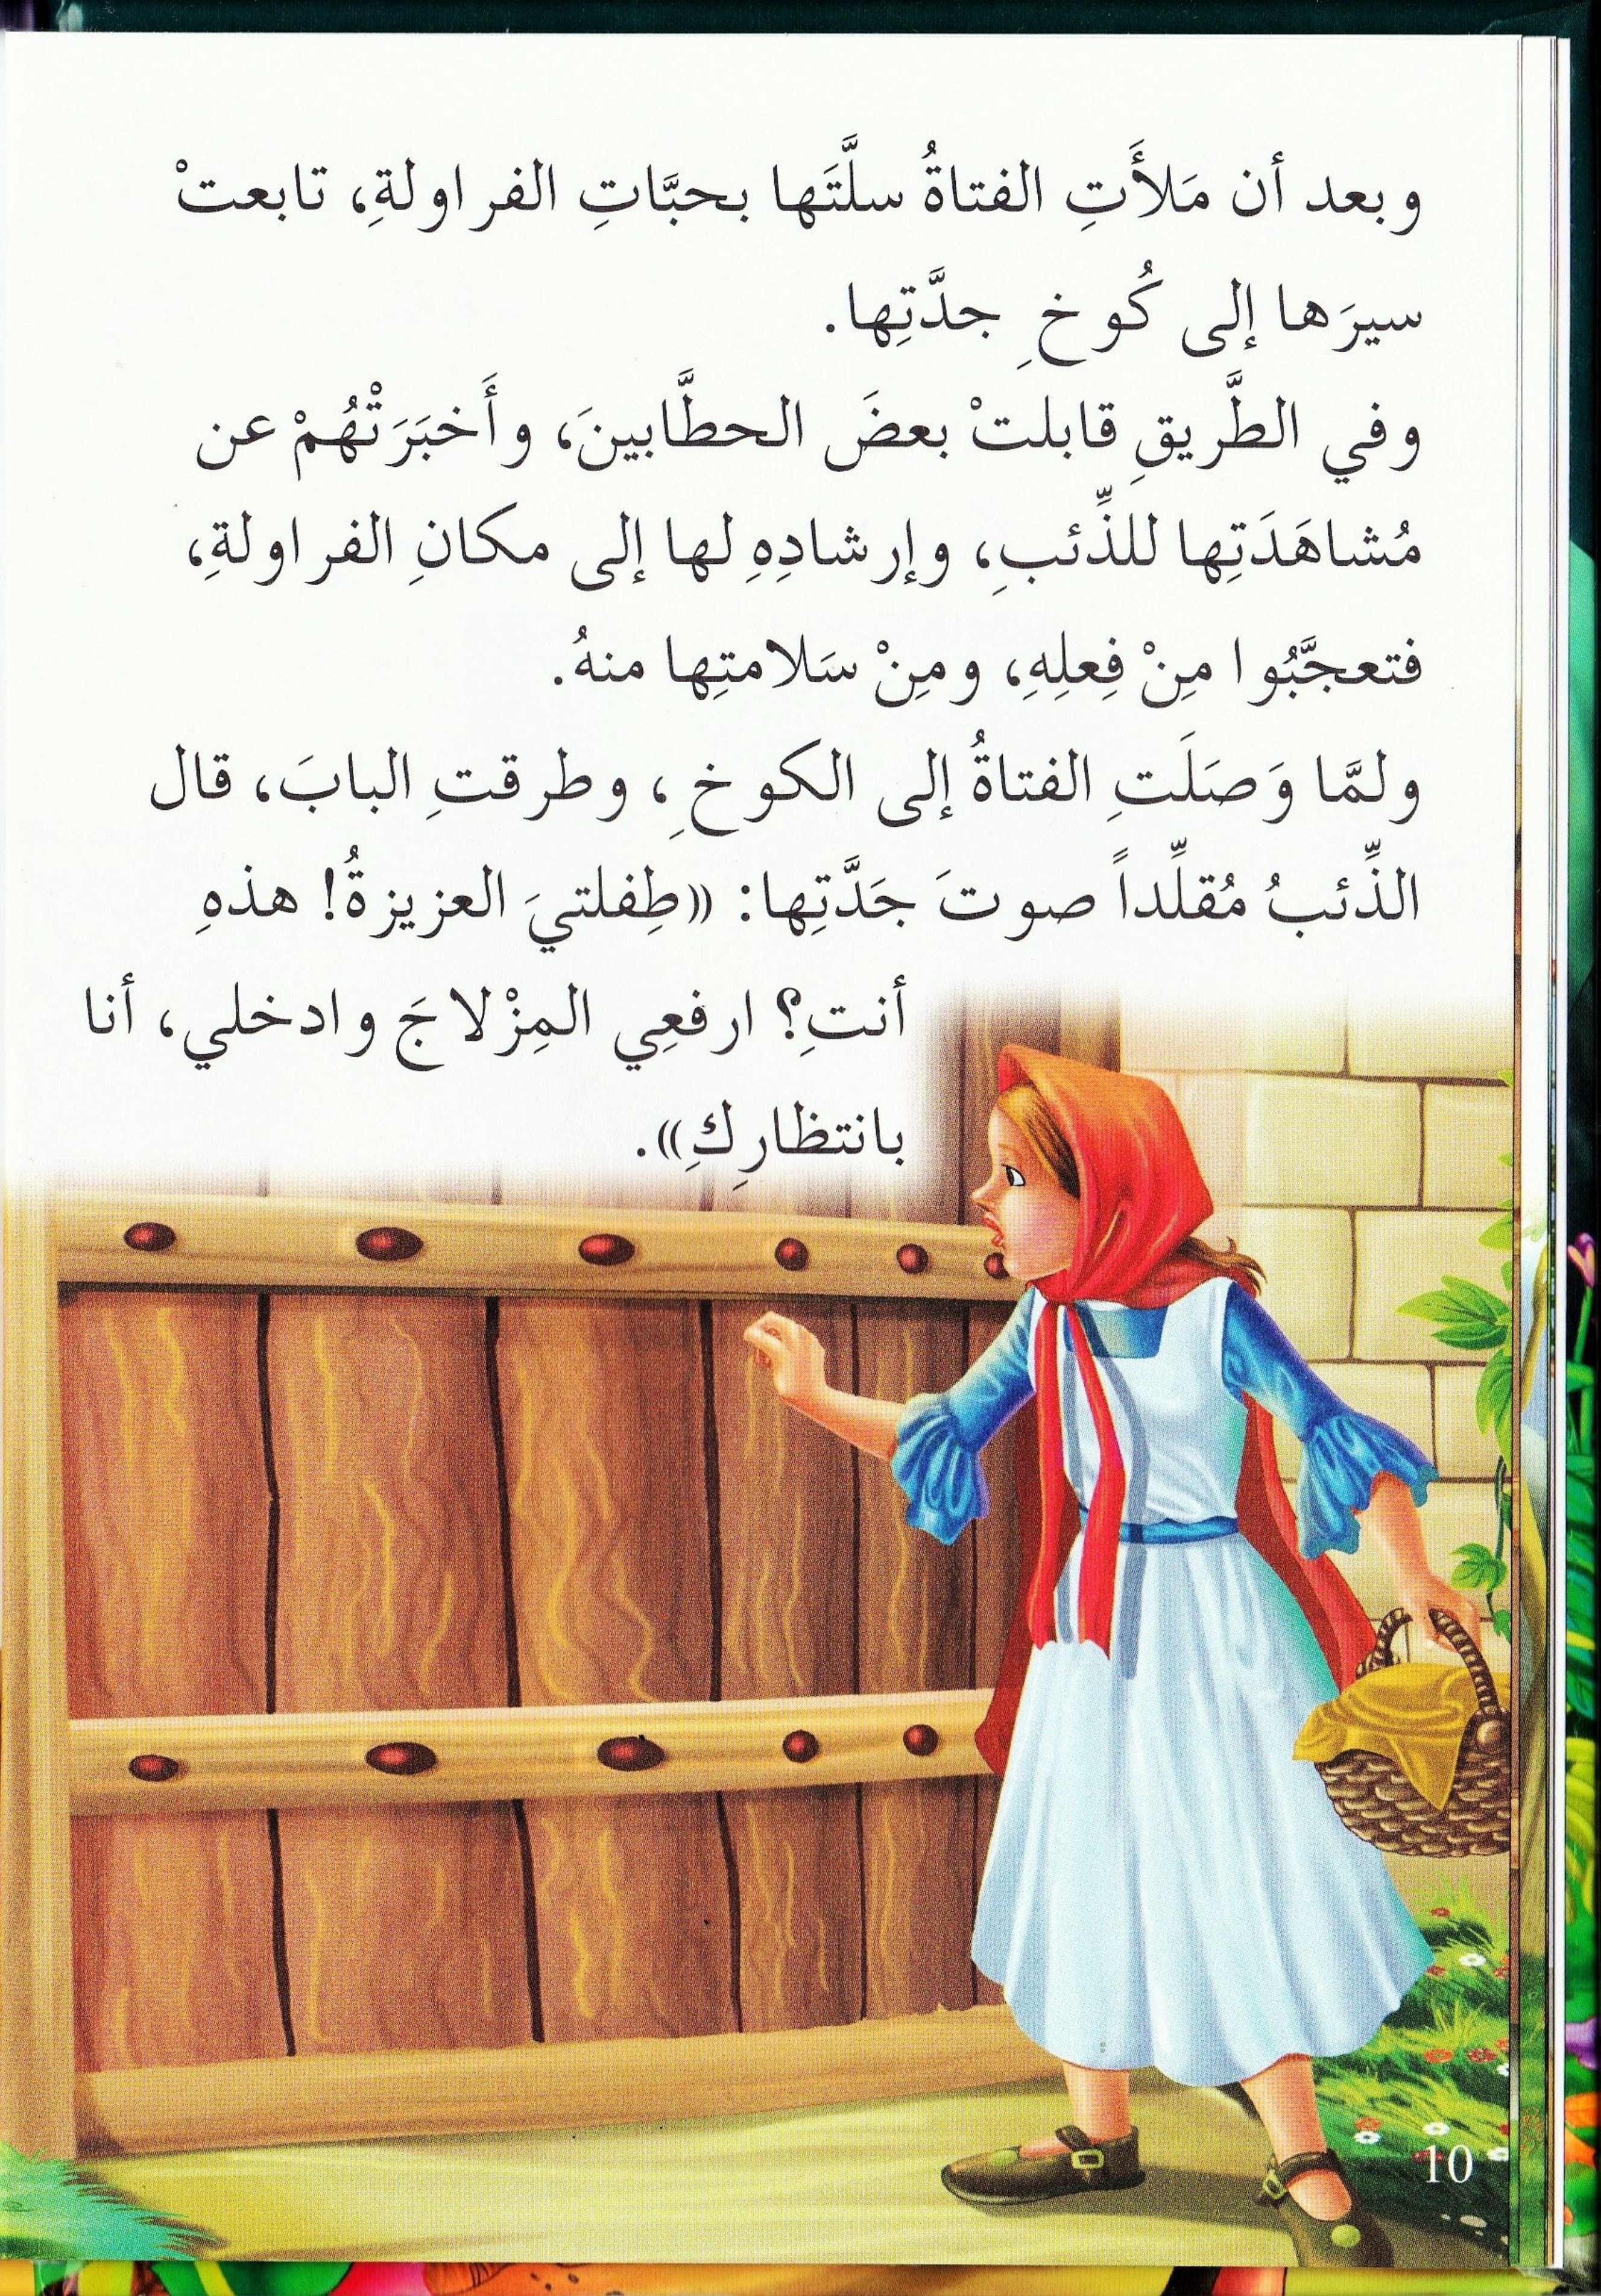 وبعد أن مَلأَتِ الفتاةُ سلَّتَها بحبَّاتِ الفراولةِ، تابعتْ
سيرَها إلى كُوخِ جدَّتِها.
وفي الطَّريقِ قابلتْ بعضَ الحطَّابينَ، وأَخبَرَتْهُمْ عن
مُشاهَدَتِها للذِّئبِ، وإرشادِهِ لها إلى مكانِ الفراولةِ،
فتعجَّبُوا مِنْ فِعلِهِ، ومِنْ سَلامتِها منهُ.
ولمَّا وَصَلَتِ الفتاةُ إلى الكوخِ، وطرقتِ البابَ، قال
الذِّئبُ مُقلِّداً صوتَ جَدَّتِها: «طِفلتيَ العزيزةُ! هذهِ
أنتِ؟ ارفعِي المِزْلاجَ وادخلي، أنا
بانتظارِكِ».
10